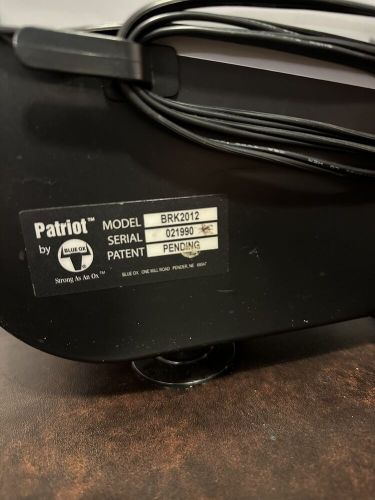 Patriot™
by
BLUE OX
Strong As An Ox™
MODEL BRK2012
SERIAL 021990
PATENT PENDING
BLUE OX ONE MILL ROAD PENDER, NE 68047